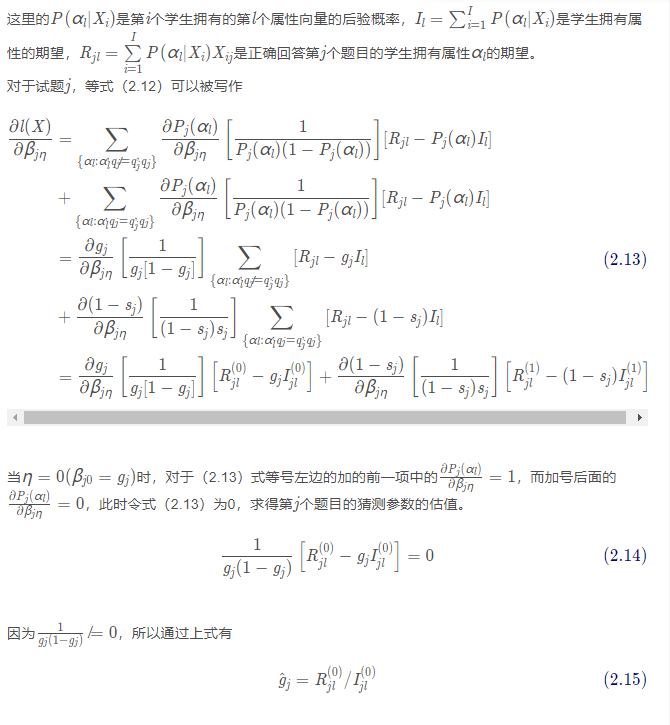 这里的$P(\alpha_l|X_i)$是第$i$个学生拥有的第$l$个属性向量的后验概率，$I_l=\sum_{i=1}^{I}P(\alpha_l|X_i)$是学生拥有属
性的期望，$R_{jl}=\sum\limits_{i=1}^{I}P(\alpha_l|X_i)X_{ij}$是正确回答第$j$个题目的学生拥有属性$\alpha_l$的期望。
对于试题$j$，等式（2.12）可以被写作
$\frac{\partial l(X)}{\partial \beta_{j\eta}}=\sum_{\{\alpha_l:\alpha_l'q_j\neq q_j'q_j\}}\frac{\partial P_j(\alpha_l)}{\partial \beta_{j\eta}}\left[\frac{1}{P_j(\alpha_l)(1-P_j(\alpha_l))}\right][R_{jl}-P_j(\alpha_l)I_l]$
$+\sum_{\{\alpha_l:\alpha_l'q_j=q_j'q_j\}}\frac{\partial P_j(\alpha_l)}{\partial \beta_{j\eta}}\left[\frac{1}{P_j(\alpha_l)(1-P_j(\alpha_l))}\right][R_{jl}-P_j(\alpha_l)I_l]$
$=\frac{\partial g_j}{\partial \beta_{j\eta}}\left[\frac{1}{g_j[1-g_j]}\right]\sum_{\{\alpha_l:\alpha_l'q_j\neq q_j'q_j\}}[R_{jl}-g_jI_l]$ (2.13)
$+\frac{\partial(1-s_j)}{\partial \beta_{j\eta}}\left[\frac{1}{(1-s_j)s_j}\right]\sum_{\{\alpha_l:\alpha_l'q_j=q_j'q_j\}}[R_{jl}-(1-s_j)I_l]$
$=\frac{\partial g_j}{\partial \beta_{j\eta}}\left[\frac{1}{g_j[1-g_j]}\right]\left[R_{jl}^{(0)}-g_jI_{jl}^{(0)}\right]+\frac{\partial(1-s_j)}{\partial \beta_{j\eta}}\left[\frac{1}{(1-s_j)s_j}\right]\left[R_{jl}^{(1)}-(1-s_j)I_{jl}^{(1)}\right]$
当$\eta=0(\beta_{j0}=g_j)$时，对于（2.13）式等号左边的加的前一项中的$\frac{\partial P_j(\alpha_l)}{\partial \beta_{j\eta}}=1$，而加号后面的
$\frac{\partial P_j(\alpha_l)}{\partial \beta_{j\eta}}=0$，此时令式（2.13）为0，求得第$j$个题目的猜测参数的估值。
$\frac{1}{g_j(1-g_j)}\left[R_{jl}^{(0)}-g_jI_{jl}^{(0)}\right]=0$ (2.14)
因为$\frac{1}{g_j(1-g_j)}\neq 0$，所以通过上式有
$\hat{g}_j=R_{jl}^{(0)}/I_{jl}^{(0)}$ (2.15)